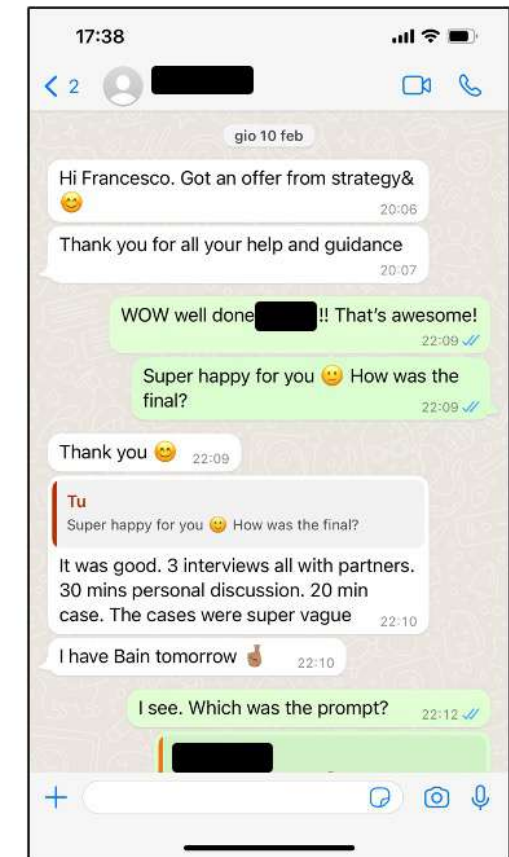 17:38
2
gio 10 feb
Hi Francesco. Got an offer from strategy&
😊
20:06
Thank you for all your help and guidance
20:07
WOW well done !! That's awesome!
22:09
Super happy for you 🙂 How was the
final?
22:09
Thank you 😊 22:09
Tu
Super happy for you 🙂 How was the final?
It was good. 3 interviews all with partners.
30 mins personal discussion. 20 min
case. The cases were super vague 22:10
I have Bain tomorrow 🤞🏽 22:10
I see. Which was the prompt? 22:12